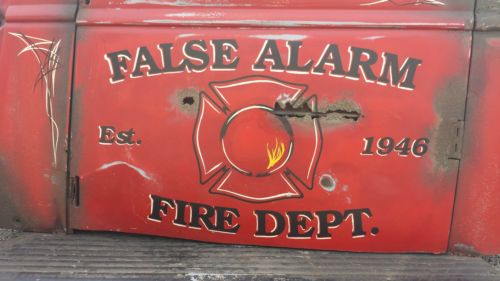 FALSE ALARM
Est. 1946
FIRE DEPT.